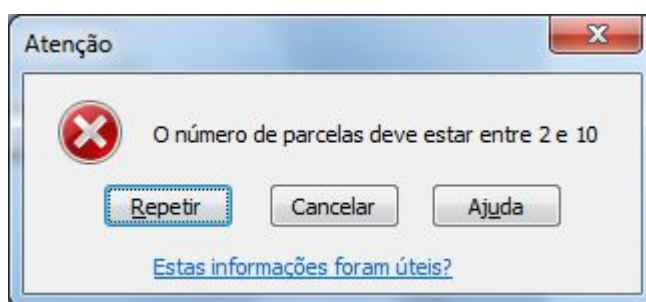 Atenção
O número de parcelas deve estar entre 2 e 10
Repetir Cancelar Ajuda
Estas informações foram úteis?